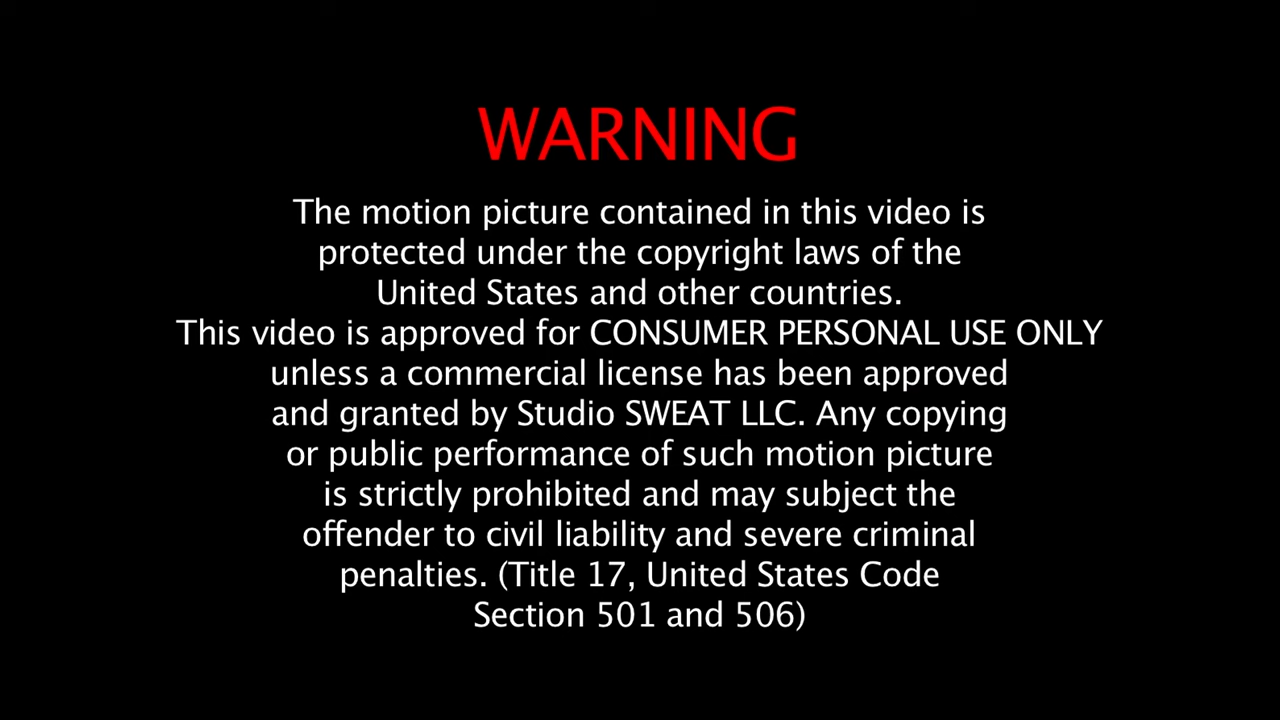 WARNING
The motion picture contained in this video is
protected under the copyright laws of the
United States and other countries.
This video is approved for CONSUMER PERSONAL USE ONLY
unless a commercial license has been approved
and granted by Studio SWEAT LLC. Any copying
or public performance of such motion picture
is strictly prohibited and may subject the
offender to civil liability and severe criminal
penalties. (Title 17, United States Code
Section 501 and 506)